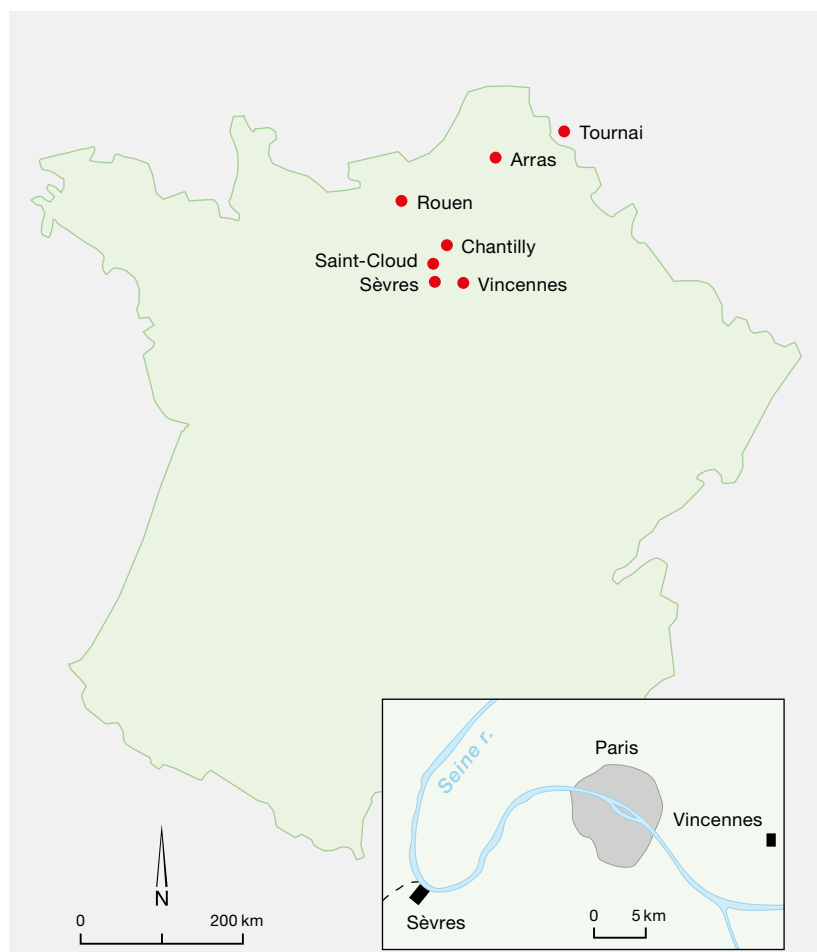 Tournai
Arras
Rouen
Chantilly
Saint-Cloud
Sèvres
Vincennes
Seine r.
Paris
Vincennes
Sèvres
0 5 km
N
0 200 km